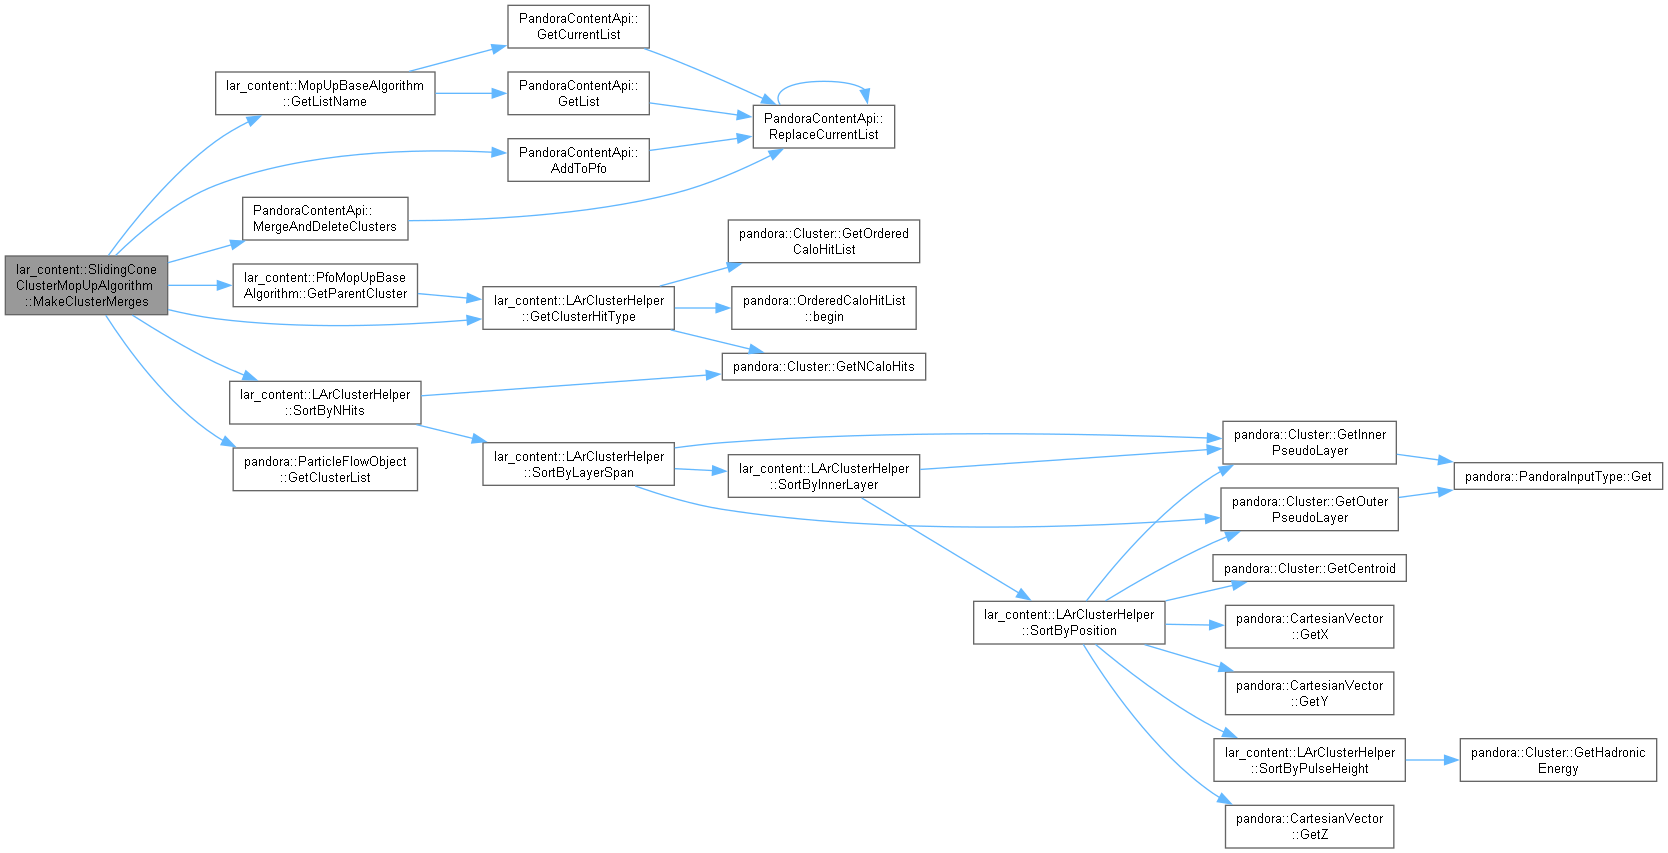 PandoraContentApi::
GetCurrentList
lar_content::MopUpBaseAlgorithm
::GetListName
PandoraContentApi::
GetList
PandoraContentApi::
ReplaceCurrentList
PandoraContentApi::
AddToPfo
PandoraContentApi::
MergeAndDeleteClusters
pandora::Cluster::GetOrdered
CaloHitList
lar_content::SlidingCone
ClusterMopUpAlgorithm
::MakeClusterMerges
lar_content::PfoMopUpBase
Algorithm::GetParentCluster
lar_content::LArClusterHelper
::GetClusterHitType
pandora::OrderedCaloHitList
::begin
pandora::Cluster::GetNCaloHits
lar_content::LArClusterHelper
::SortByNHits
pandora::ParticleFlowObject
::GetClusterList
lar_content::LArClusterHelper
::SortByLayerSpan
lar_content::LArClusterHelper
::SortByInnerLayer
pandora::Cluster::GetInner
PseudoLayer
pandora::PandoraInputType::Get
pandora::Cluster::GetOuter
PseudoLayer
pandora::Cluster::GetCentroid
lar_content::LArClusterHelper
::SortByPosition
pandora::CartesianVector
::GetX
pandora::CartesianVector
::GetY
lar_content::LArClusterHelper
::SortByPulseHeight
pandora::Cluster::GetHadronic
Energy
pandora::CartesianVector
::GetZ